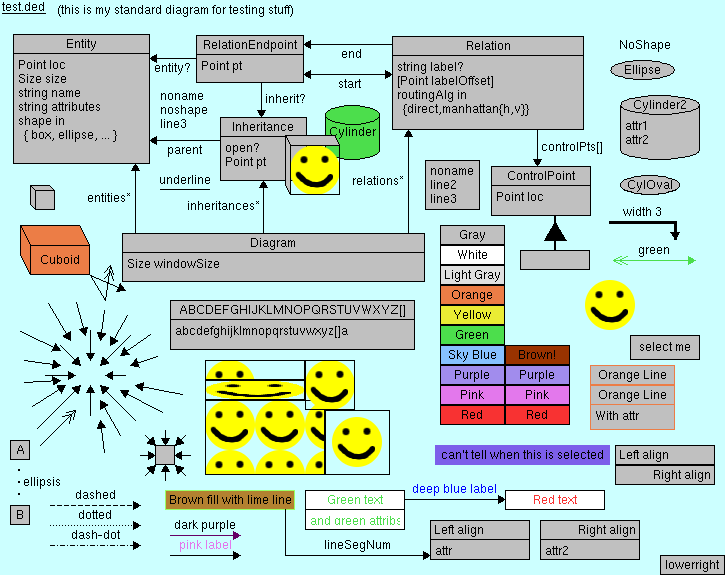 test.ded (this is my standard diagram for testing stuff)
Entity
Point loc
Size size
string name
string attributes
shape in
{ box, ellipse, ... }
RelationEndpoint
Point pt
entity?
end
start
inherit?
Relation
string label?
[Point labelOffset]
routingAlg in
{direct,manhattan{h,v}}
NoShape
Ellipse
Cylinder2
attr1
attr2
CylOval
noname
noshape
line3
parent
Inheritance
open?
Point pt
Cylinder
underline
entities*
inheritances*
relations*
noname
line2
line3
controlPts[]
ControlPoint
Point loc
width 3
green
Cuboid
Diagram
Size windowSize
Gray
White
Light Gray
Orange
Yellow
Green
Sky Blue
Brown!
Purple
Purple
Pink
Pink
Red
Red
ABCDEFGHIJKLMNOPQRSTUVWXYZ[]
abcdefghijklmnopqrstuvwxyz[]a
select me
Orange Line
Orange Line
With attr
can't tell when this is selected
Left align
Right align
A
ellipsis
B
dashed
dotted
dash-dot
Brown fill with lime line
dark purple
pink label
Green text
and green attribs
deep blue label
Red text
lineSegNum
Left align
attr
Right align
attr2
lowerright